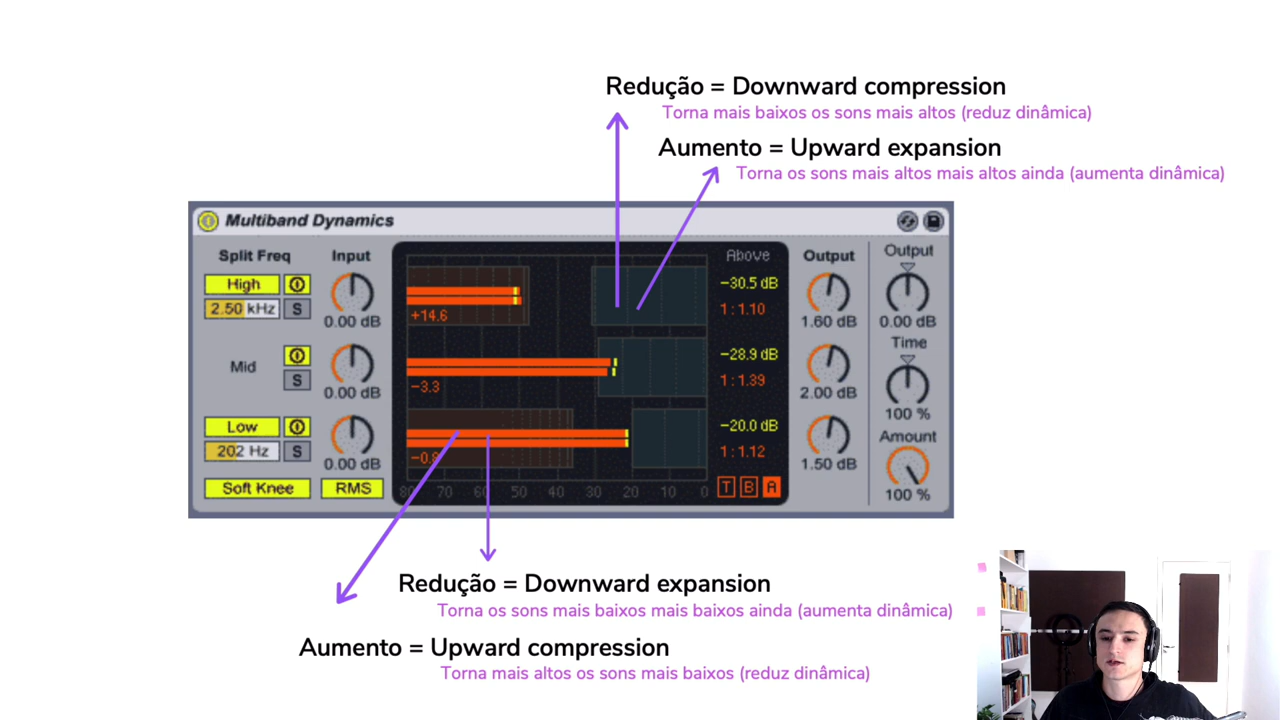 Redução = Downward compression
Torna mais baixos os sons mais altos (reduz dinâmica)
Aumento = Upward expansion
Torna os sons mais altos mais altos ainda (aumenta dinâmica)
Multiband Dynamics
Split Freq Input Above Output Output
High
2.50 kHz S 0.00 dB +14.6 -30.5 dB 1 : 1.10 1.60 dB 0.00 dB
Time
Mid S 0.00 dB -3.3 -28.9 dB 1 : 1.39 2.00 dB 100 %
Amount
Low
202 Hz S 0.00 dB -20.0 dB 1 : 1.12 1.50 dB 100 %
Soft Knee RMS 80 70 60 50 40 30 20 10 0 T B A
Redução = Downward expansion
Torna os sons mais baixos mais baixos ainda (aumenta dinâmica)
Aumento = Upward compression
Torna mais altos os sons mais baixos (reduz dinâmica)